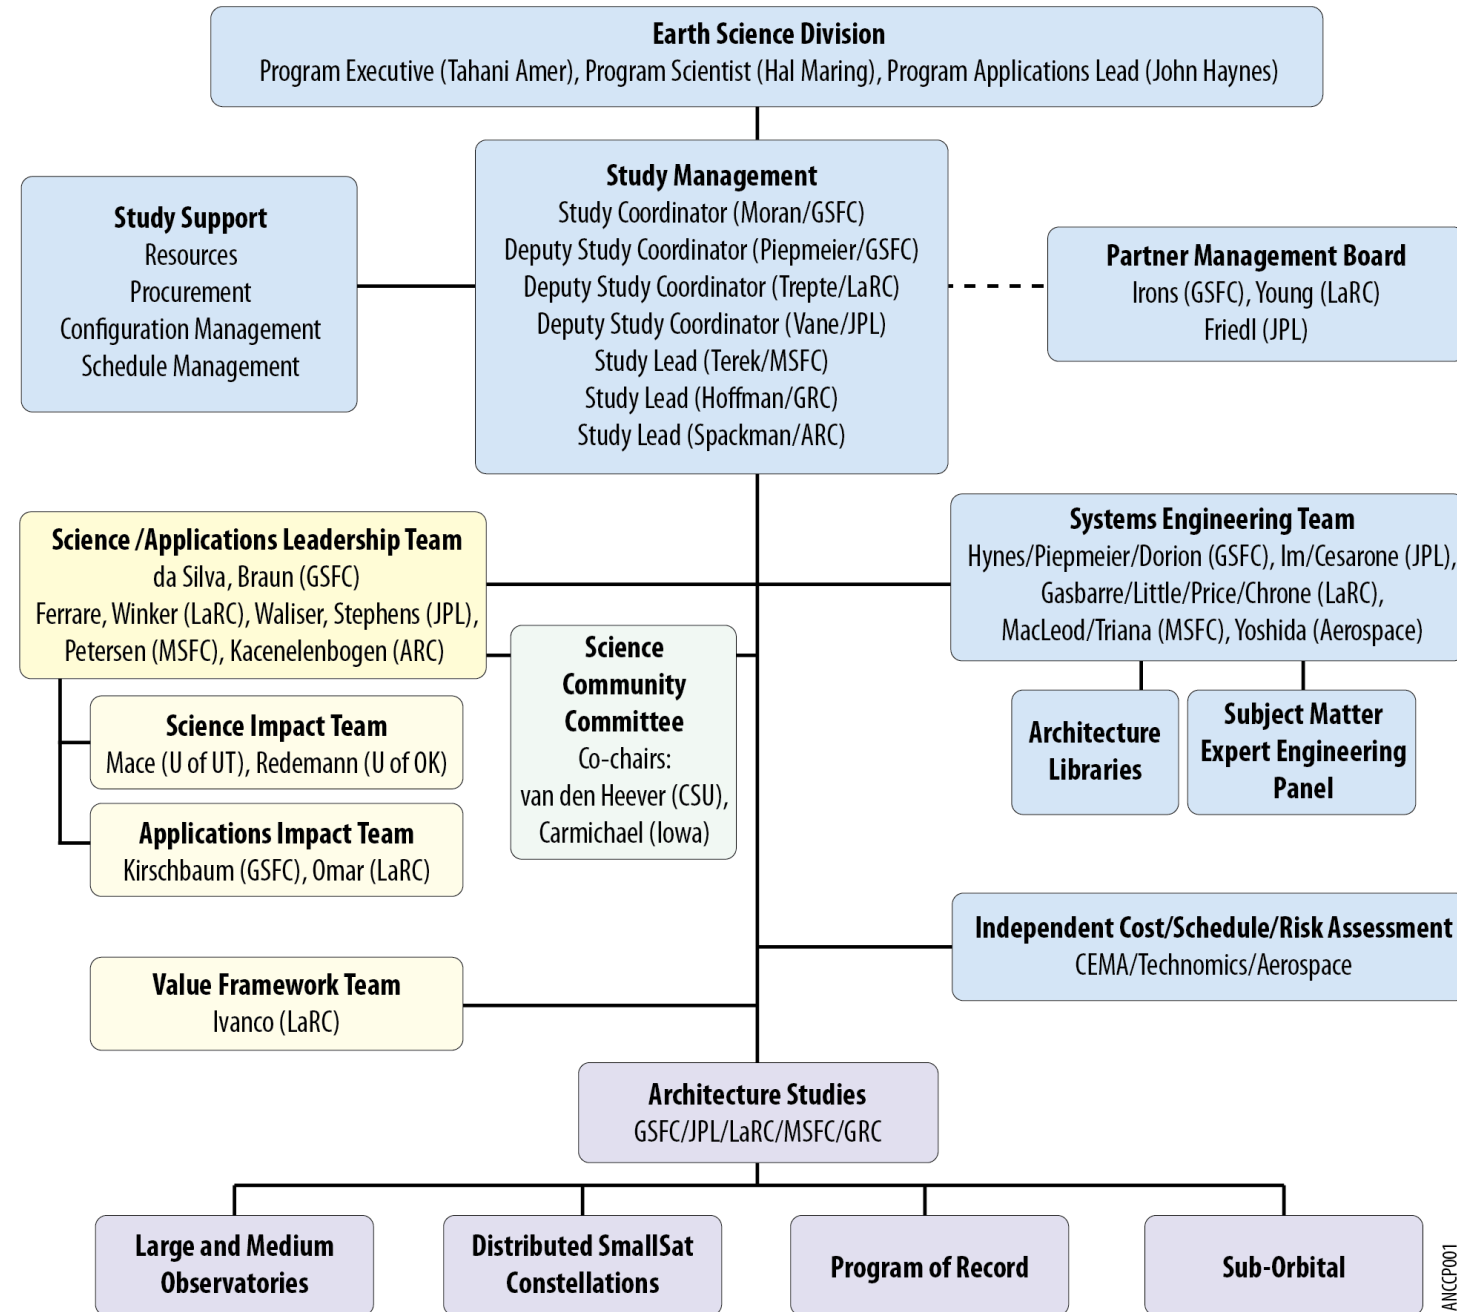 Earth Science Division
Program Executive (Tahani Amer), Program Scientist (Hal Maring), Program Applications Lead (John Haynes)
Study Management
Study Coordinator (Moran/GSFC)
Deputy Study Coordinator (Piepmeier/GSFC)
Deputy Study Coordinator (Trepte/LaRC)
Deputy Study Coordinator (Vane/JPL)
Study Lead (Terek/MSFC)
Study Lead (Hoffman/GRC)
Study Lead (Spackman/ARC)
Study Support
Resources
Procurement
Configuration Management
Schedule Management
Partner Management Board
Irons (GSFC), Young (LaRC)
Friedl (JPL)
Science /Applications Leadership Team
da Silva, Braun (GSFC)
Ferrare, Winker (LaRC), Waliser, Stephens (JPL),
Petersen (MSFC), Kacenelenbogen (ARC)
Systems Engineering Team
Hynes/Piepmeier/Dorion (GSFC), Im/Cesarone (JPL),
Gasbarre/Little/Price/Chrone (LaRC),
MacLeod/Triana (MSFC), Yoshida (Aerospace)
Science
Community
Committee
Co-chairs:
van den Heever (CSU),
Carmichael (Iowa)
Science Impact Team
Mace (U of UT), Redemann (U of OK)
Applications Impact Team
Kirschbaum (GSFC), Omar (LaRC)
Architecture
Libraries
Subject Matter
Expert Engineering
Panel
Independent Cost/Schedule/Risk Assessment
CEMA/Technomics/Aerospace
Value Framework Team
Ivanco (LaRC)
Architecture Studies
GSFC/JPL/LaRC/MSFC/GRC
Large and Medium
Observatories
Distributed SmallSat
Constellations
Program of Record
Sub-Orbital
ANCCP001